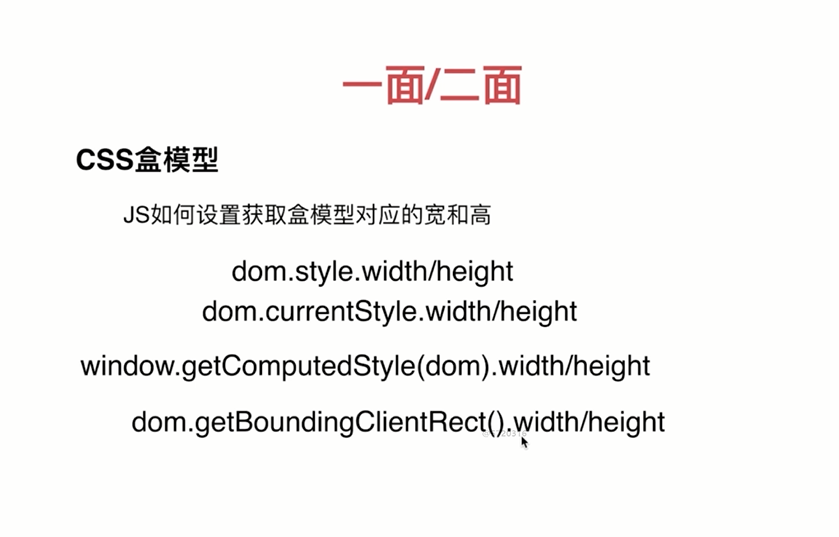 一面/二面
CSS盒模型
JS如何设置获取盒模型对应的宽和高
dom.style.width/height
dom.currentStyle.width/height
window.getComputedStyle(dom).width/height
dom.getBoundingClientRect().width/height